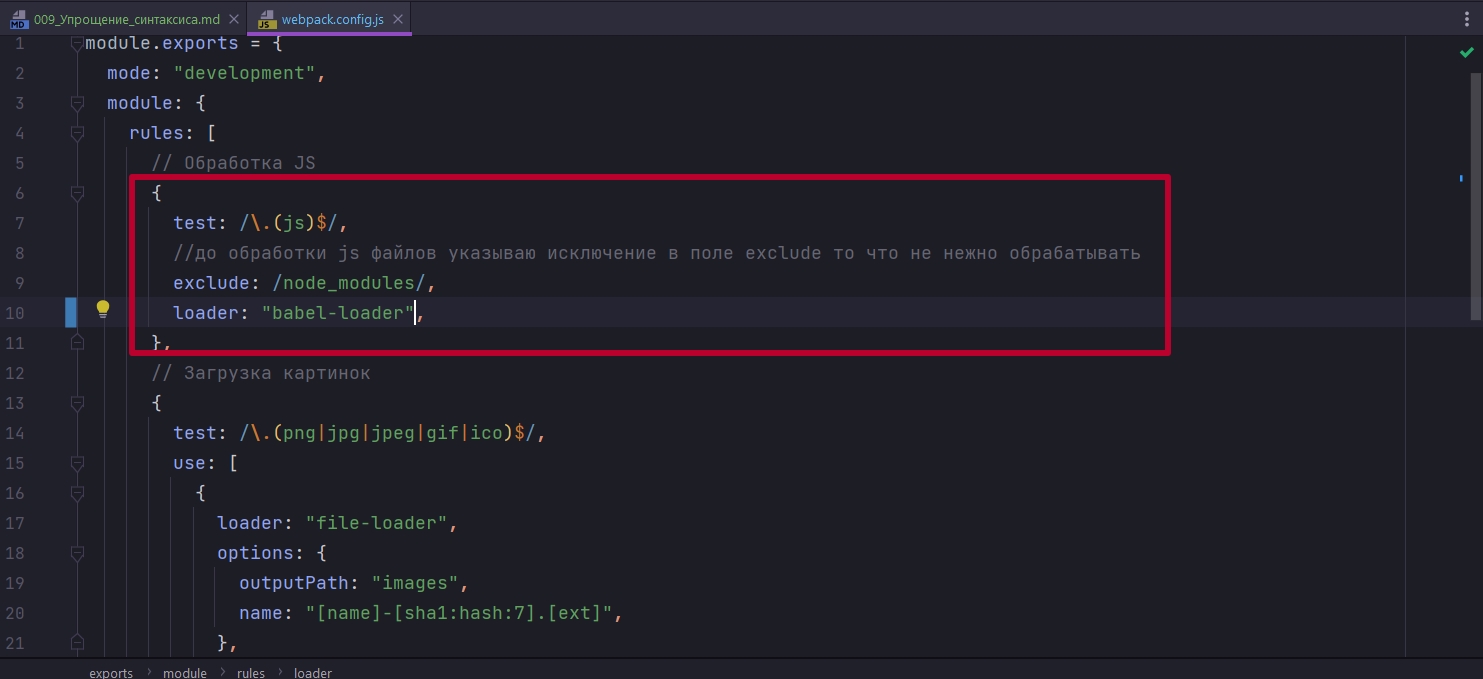 009_Упрощение_синтаксиса.md webpack.config.js
1 module.exports = {
2 mode: "development",
3 module: {
4 rules: [
5 // Обработка JS
6 {
7 test: /\.(js)$/,
8 //до обработки js файлов указываю исключение в поле exclude то что не нежно обрабатывать
9 exclude: /node_modules/,
10 loader: "babel-loader",
11 },
12 // Загрузка картинок
13 {
14 test: /\.(png|jpg|jpeg|gif|ico)$/,
15 use: [
16 {
17 loader: "file-loader",
18 options: {
19 outputPath: "images",
20 name: "[name]-[sha1:hash:7].[ext]",
21 },
exports › module › rules › loader